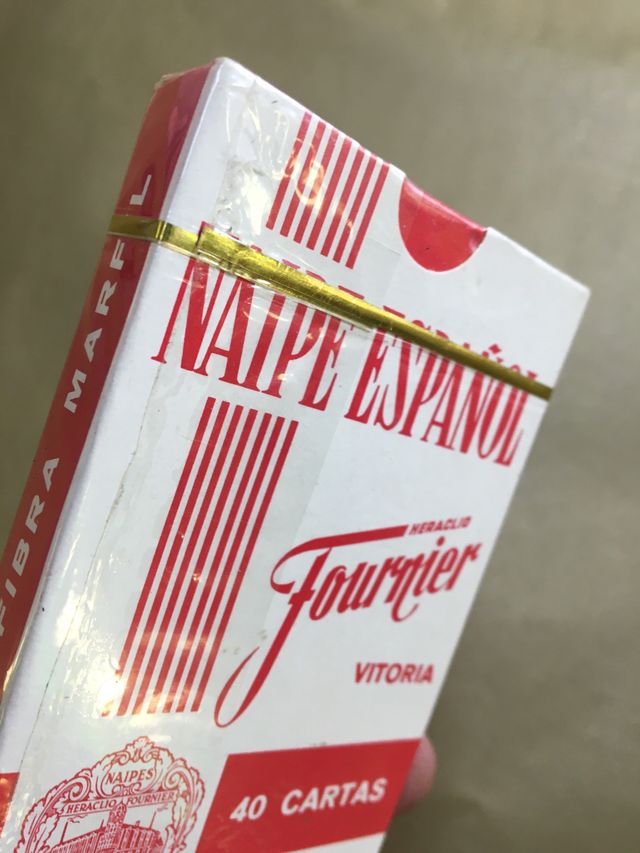 NAIPE ESPAÑOL
HERACLIO
Fournier
VITORIA
40 CARTAS
NAIPES
HERACLIO FOURNIER
FIBRA MARFIL